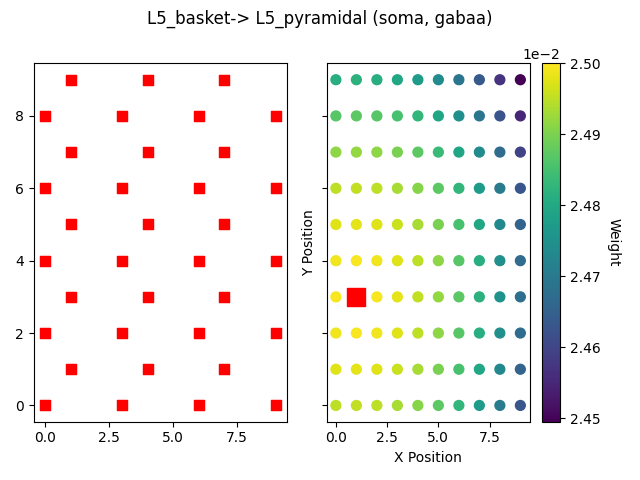 L5_basket-> L5_pyramidal (soma, gabaa)
8
6
4
2
0
0.0 2.5 5.0 7.5
Y Position
0.0 2.5 5.0 7.5
X Position
1e−2
2.50
2.49
2.48
2.47
2.46
2.45
Weight